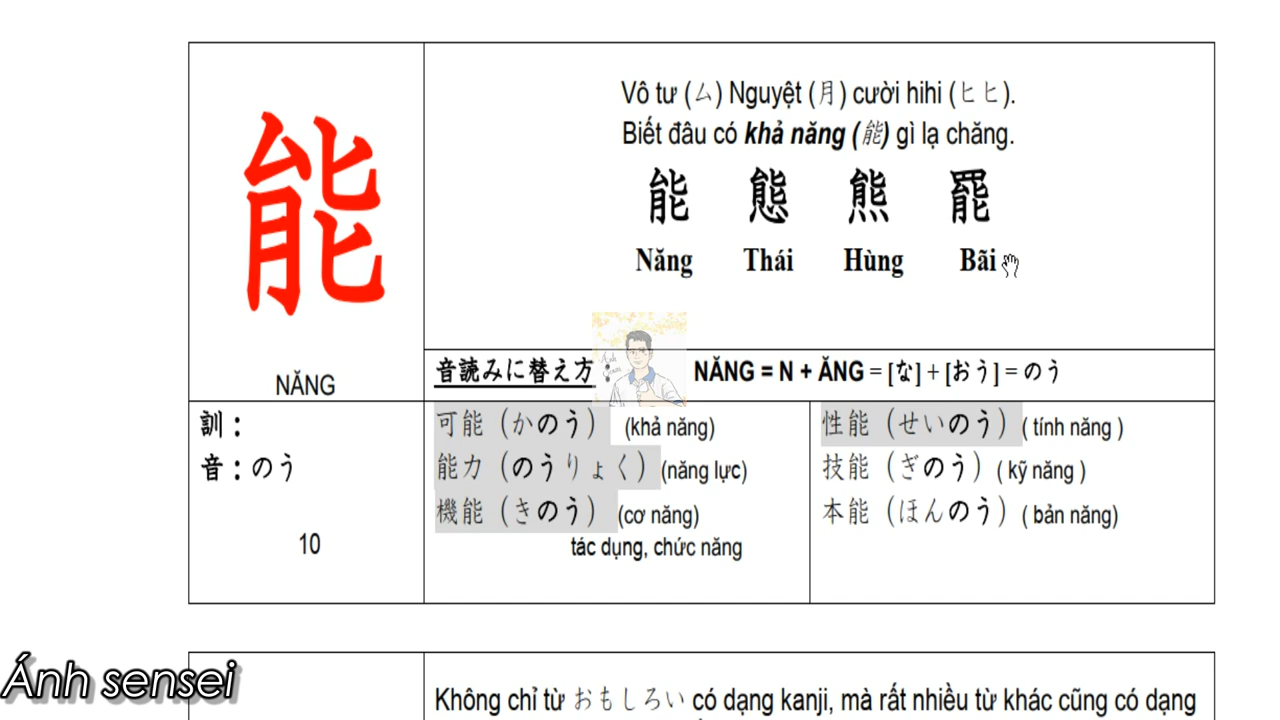 能
NĂNG
Vô tư (ム) Nguyệt (月) cười hihi (ヒヒ).
Biết đâu có khả năng (能) gì lạ chăng.
能 態 熊 罷
Năng Thái Hùng Bãi
音読みに替え方
NĂNG = N + ĂNG = [な] + [おう] = のう
訓：
音：のう
10
可能（かのう） (khả năng)
能力（のうりょく）(năng lực)
機能（きのう） (cơ năng)
tác dụng, chức năng
性能（せいのう）( tính năng )
技能（ぎのう）( kỹ năng )
本能（ほんのう）( bản năng)
Ánh sensei
Không chỉ từ おもしろい có dạng kanji, mà rất nhiều từ khác cũng có dạng